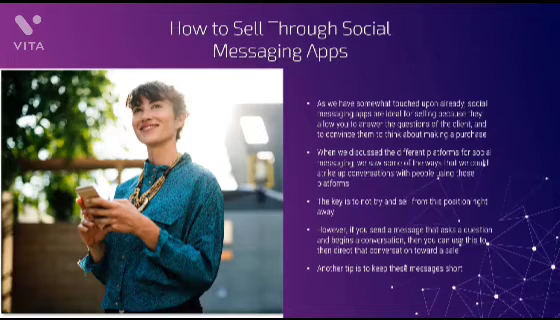 VITA
How to Sell Through Social
Messaging Apps
• As we have somewhat touched upon already, social
messaging apps are ideal for selling because they
allow you to answer the questions of the client, and
to convince them to think about making a purchase
• When we discussed the different platforms for social
messaging, we saw some of the ways that we could
strike up conversations with people using those
platforms
• The key is to not try and sell from this position right
away
• However, if you send a message that asks a question
and begins a conversation, then you can use this to
then direct that conversation toward a sale
• Another tip is to keep these messages short